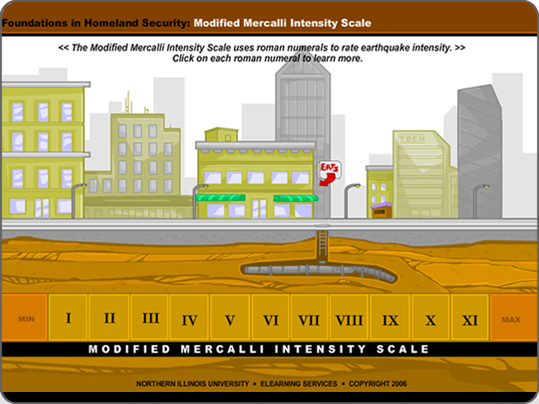 Foundations in Homeland Security: Modified Mercalli Intensity Scale
<< The Modified Mercalli Intensity Scale uses roman numerals to rate earthquake intensity. >>
Click on each roman numeral to learn more.
TECH
EATS
MIN I II III IV V VI VII VIII IX X XI MAX
MODIFIED MERCALLI INTENSITY SCALE
NORTHERN ILLINOIS UNIVERSITY • ELEARNING SERVICES • COPYRIGHT 2006